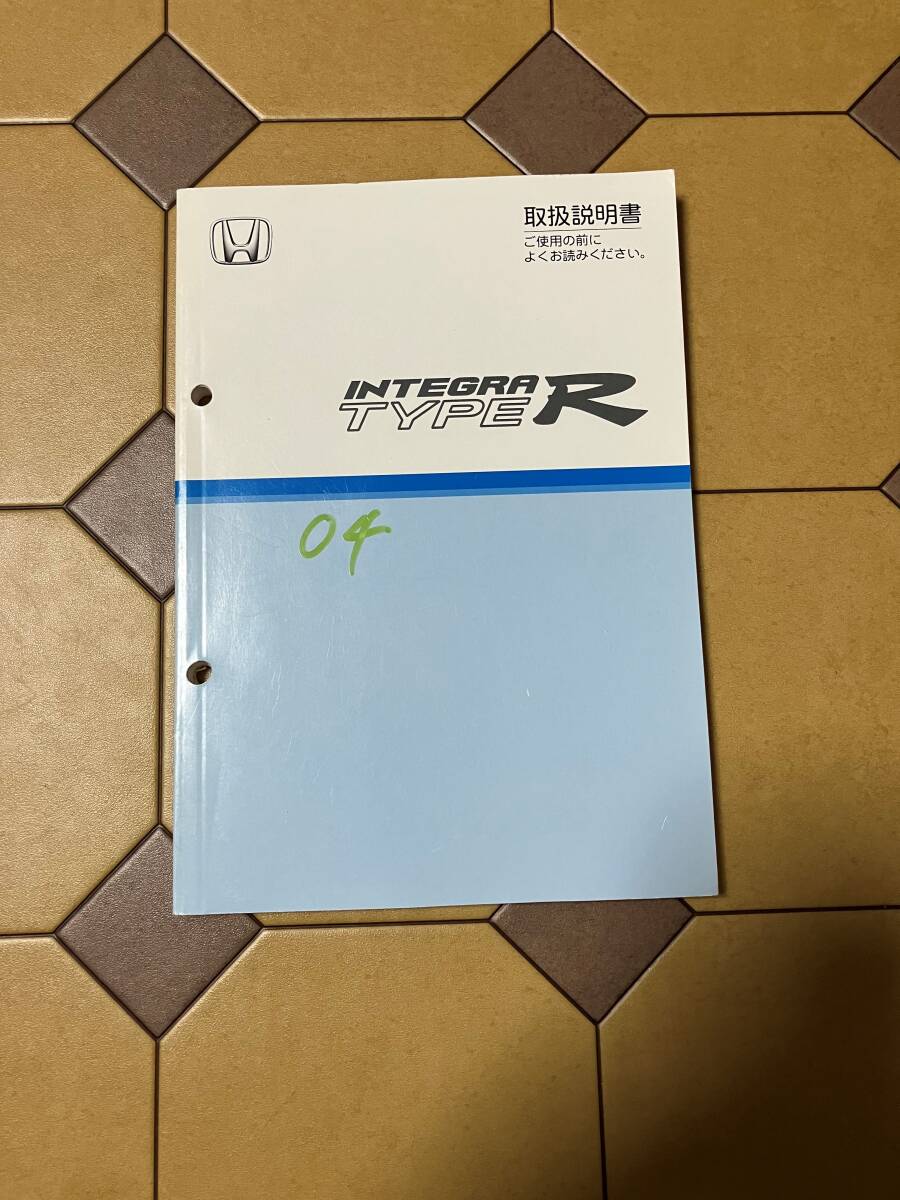 取扱説明書
ご使用の前に
よくお読みください。
INTEGRA
TYPE R
04